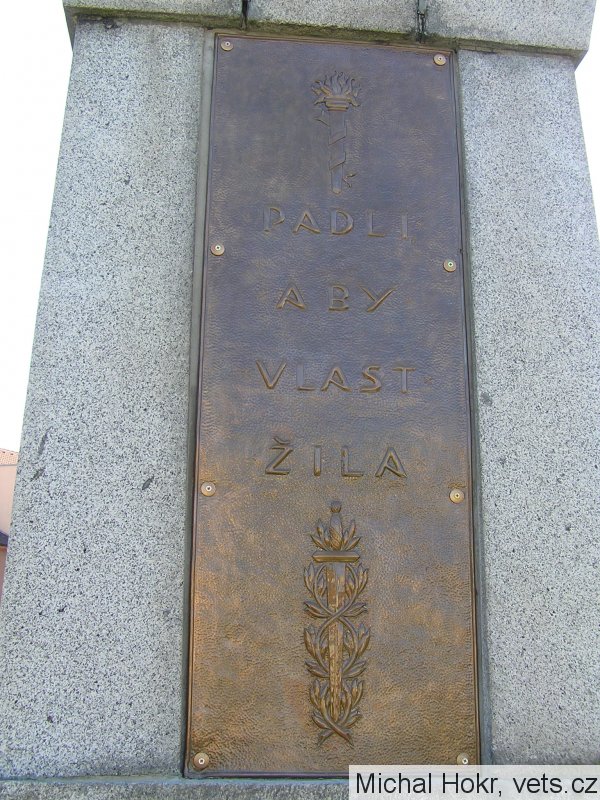 PADLI
ABY
VLAST
ŽILA
Michal Hokr, vets.cz